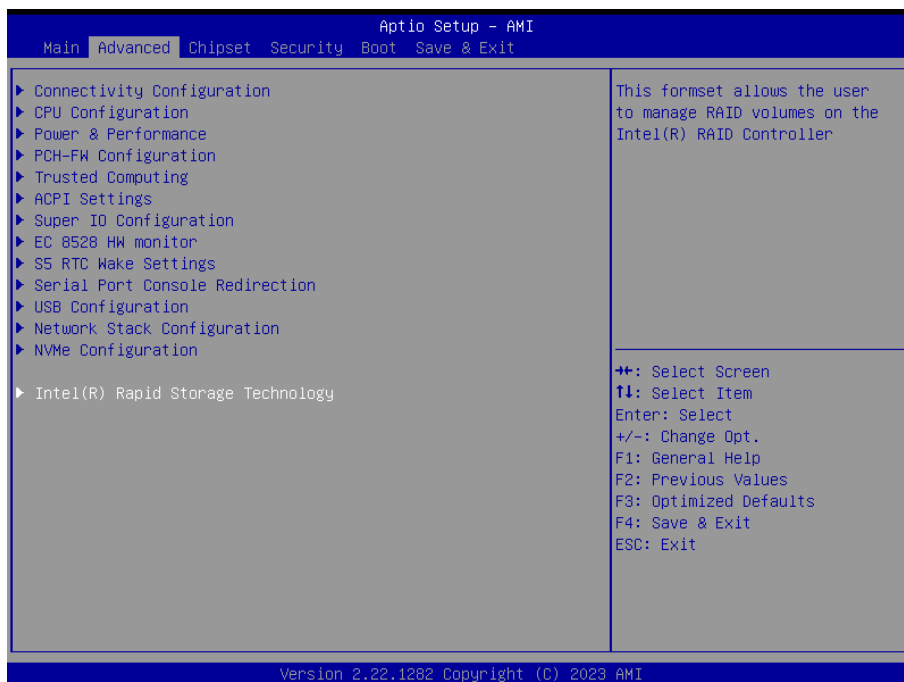 Aptio Setup – AMI
Main Advanced Chipset Security Boot Save & Exit
Connectivity Configuration
CPU Configuration
Power & Performance
PCH-FW Configuration
Trusted Computing
ACPI Settings
Super IO Configuration
EC 8528 HW monitor
S5 RTC Wake Settings
Serial Port Console Redirection
USB Configuration
Network Stack Configuration
NVMe Configuration
Intel(R) Rapid Storage Technology
This formset allows the user
to manage RAID volumes on the
Intel(R) RAID Controller
→←: Select Screen
↑↓: Select Item
Enter: Select
+/-: Change Opt.
F1: General Help
F2: Previous Values
F3: Optimized Defaults
F4: Save & Exit
ESC: Exit
Version 2.22.1282 Copyright (C) 2023 AMI